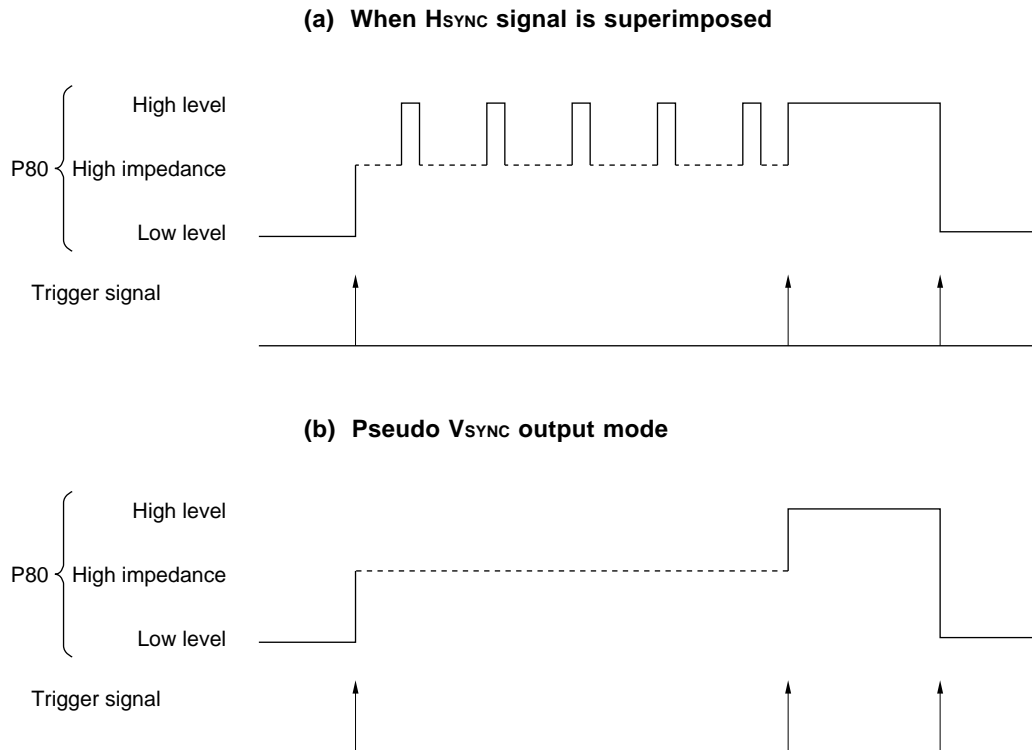 (a) When HSYNC signal is superimposed
High level
P80 High impedance
Low level
Trigger signal
(b) Pseudo VSYNC output mode
High level
P80 High impedance
Low level
Trigger signal